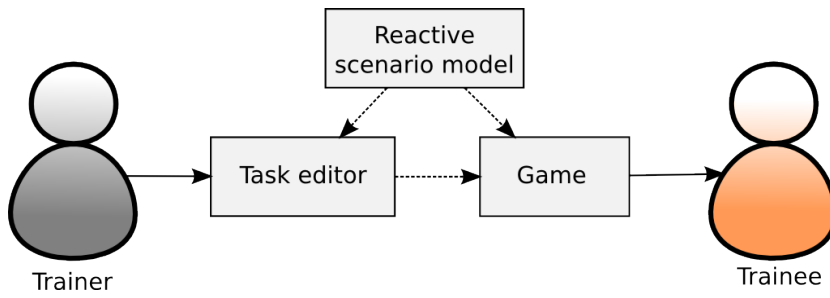 Reactive
scenario model
Task editor
Game
Trainer
Trainee